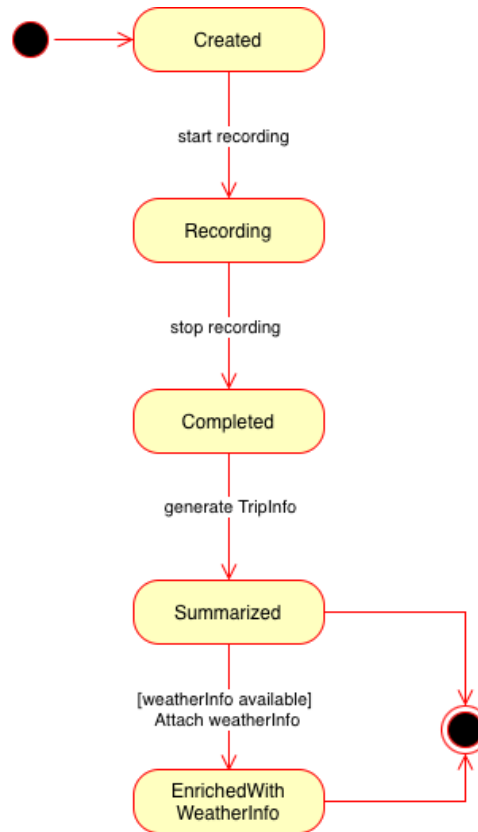 Created
start recording
Recording
stop recording
Completed
generate TripInfo
Summarized
[weatherInfo available]
Attach weatherInfo
EnrichedWith
WeatherInfo